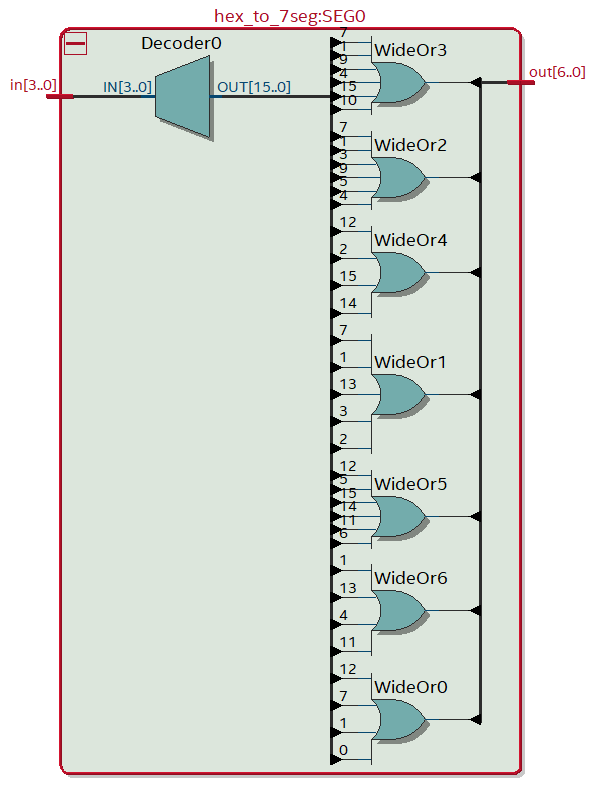 hex_to_7seg:SEG0
Decoder0
in[3..0]
IN[3..0]
OUT[15..0]
out[6..0]
7
1
9
4
15
10
WideOr3
7
1
3
9
5
4
WideOr2
12
2
15
14
WideOr4
7
1
13
3
2
WideOr1
12
5
15
14
11
6
WideOr5
1
13
4
11
WideOr6
12
7
1
0
WideOr0